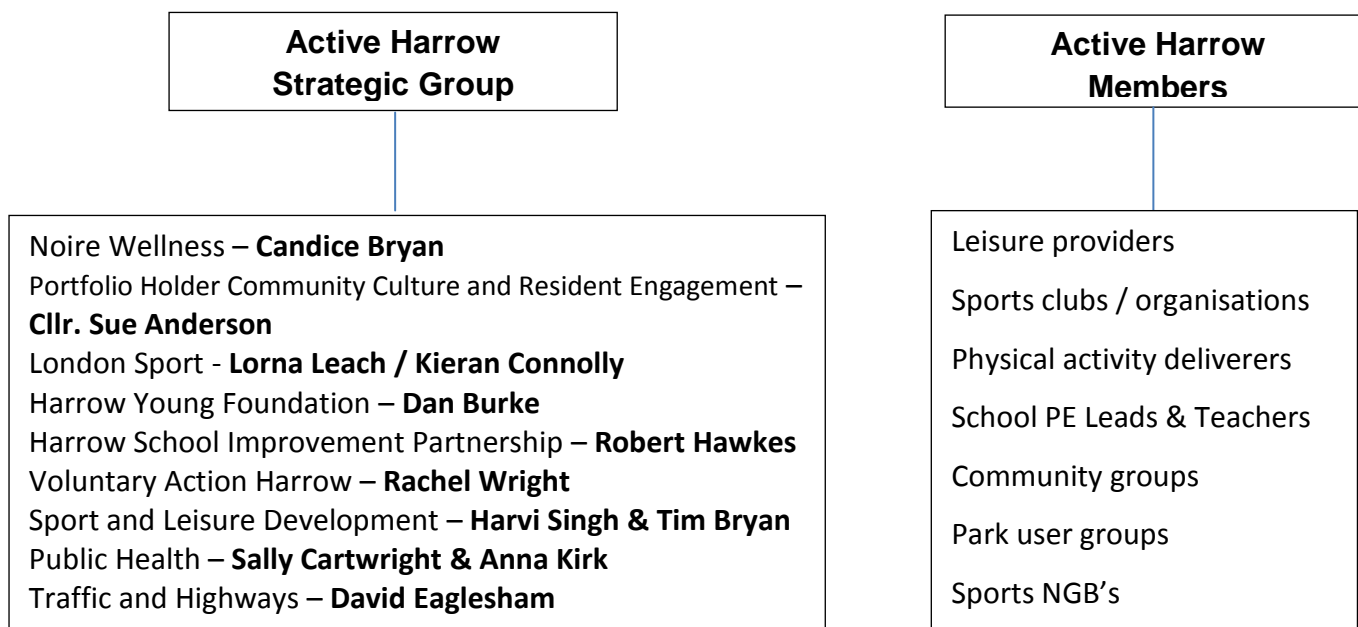 Active Harrow
Strategic Group
Noire Wellness – Candice Bryan
Portfolio Holder Community Culture and Resident Engagement –
Cllr. Sue Anderson
London Sport - Lorna Leach / Kieran Connolly
Harrow Young Foundation – Dan Burke
Harrow School Improvement Partnership – Robert Hawkes
Voluntary Action Harrow – Rachel Wright
Sport and Leisure Development – Harvi Singh & Tim Bryan
Public Health – Sally Cartwright & Anna Kirk
Traffic and Highways – David Eaglesham
Active Harrow
Members
Leisure providers
Sports clubs / organisations
Physical activity deliverers
School PE Leads & Teachers
Community groups
Park user groups
Sports NGB’s